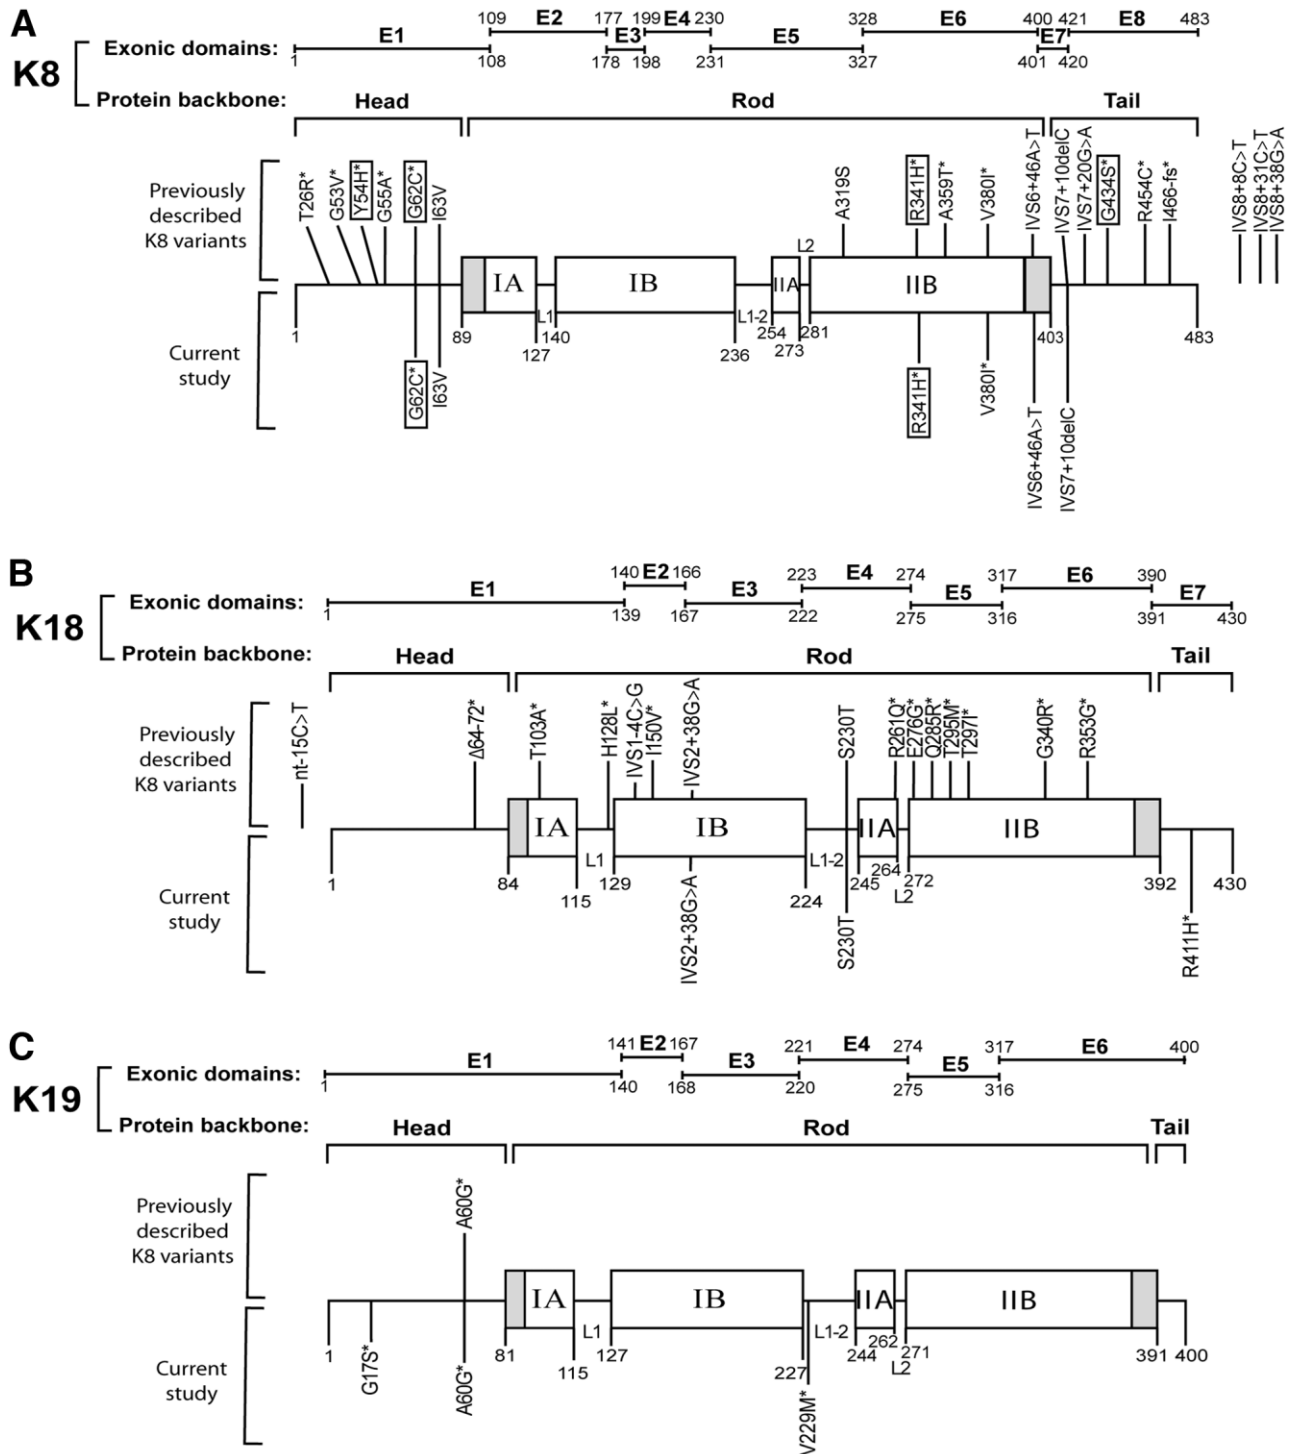 A
109 E2 177 199 E4 230 328 E6 400 421 E8 483
Exonic domains: E1 E3 E5 E7
1 108 178 198 231 327 401 420
K8
Protein backbone: Head Rod Tail
Previously
described
K8 variants
T26R*
G53V*
Y54H*
G55A*
G62C*
I63V
A319S
R341H*
A359T*
V380I*
IVS6+46A>T
IVS7+10delC
IVS7+20G>A
G434S*
R454C*
I466-fs*
IVS8+8C>T
IVS8+31C>T
IVS8+38G>A
L2
IA IB IIA IIB
L1 L1-2
1 89 127 140 236 254 273 281 403 483
Current
study
G62C*
I63V
R341H*
V380I*
IVS6+46A>T
IVS7+10delC
B
140 E2 166 223 E4 274 317 E6 390
Exonic domains: E1 E3 E5 E7
1 139 167 222 275 316 391 430
K18
Protein backbone: Head Rod Tail
Previously
described
K8 variants
nt-15C>T
Δ64-72*
T103A*
H128L*
IVS1-4C>G
I150V*
IVS2+38G>A
S230T
R261Q*
E276G*
Q285R*
T295M*
T297I*
G340R*
R353G*
IA IB IIA IIB
L1 L1-2 L2
1 84 115 129 224 245 264 272 392 430
Current
study
IVS2+38G>A
S230T
R411H*
C
141 E2 167 221 E4 274 317 E6 400
Exonic domains: E1 E3 E5
1 140 168 220 275 316
K19
Protein backbone: Head Rod Tail
Previously
described
K8 variants
A60G*
IA IB IIA IIB
L1 L1-2 L2
1 81 115 127 227 244 262 271 391 400
Current
study
G17S*
A60G*
V229M*